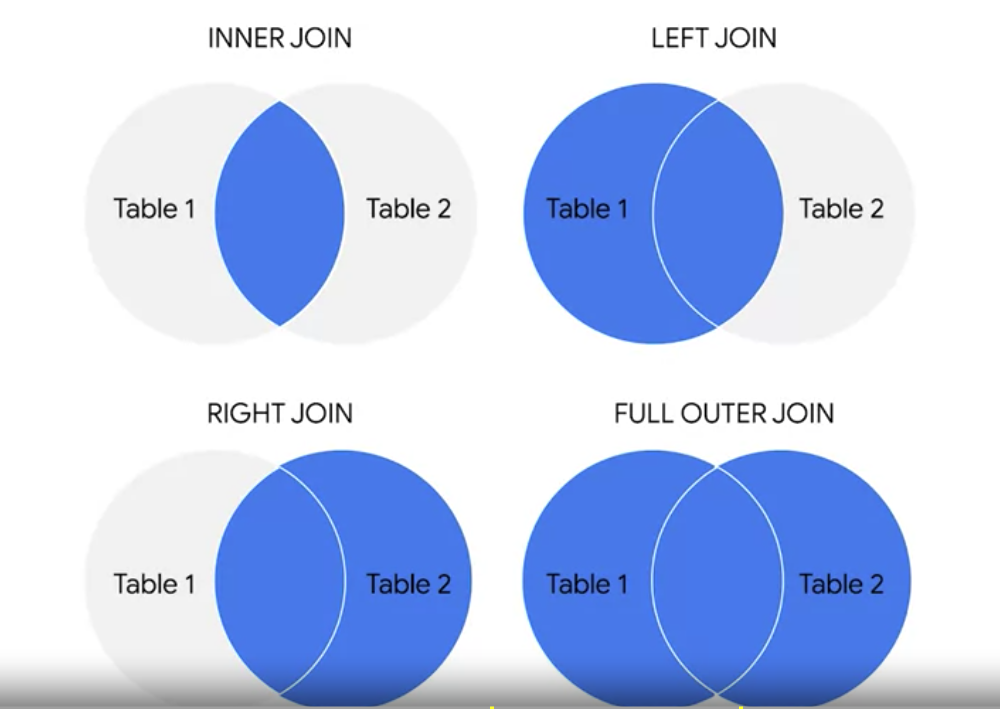 INNER JOIN
LEFT JOIN
Table 1
Table 2
Table 1
Table 2
RIGHT JOIN
FULL OUTER JOIN
Table 1
Table 2
Table 1
Table 2